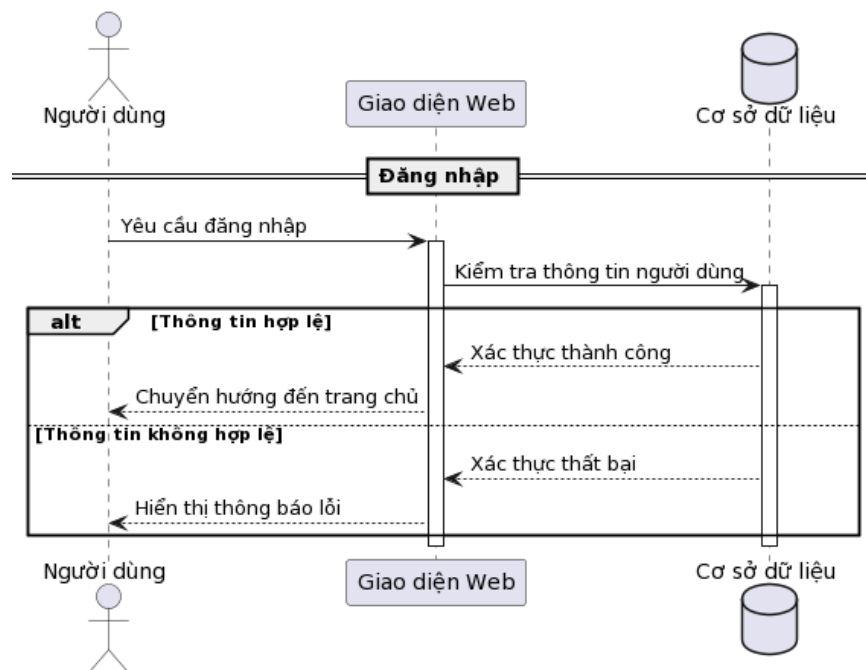 Người dùng
Giao diện Web
Cơ sở dữ liệu
Đăng nhập
Yêu cầu đăng nhập
Kiểm tra thông tin người dùng
alt [Thông tin hợp lệ]
Xác thực thành công
Chuyển hướng đến trang chủ
[Thông tin không hợp lệ]
Xác thực thất bại
Hiển thị thông báo lỗi
Người dùng
Giao diện Web
Cơ sở dữ liệu